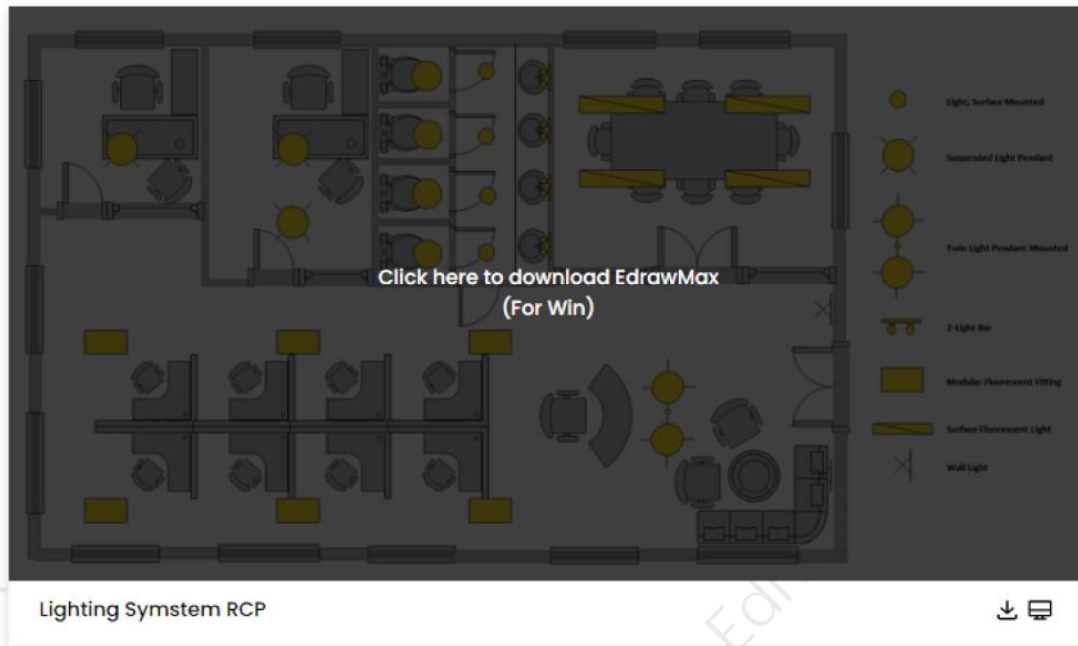 Light, Surface Mounted
Suspended Light Pendant
Twin Light Pendant Mounted
Click here to download EdrawMax
(For Win)
2-Light Bar
Modular Fluorescent Fitting
Surface Fluorescent Light
Wall Light
Lighting Symstem RCP